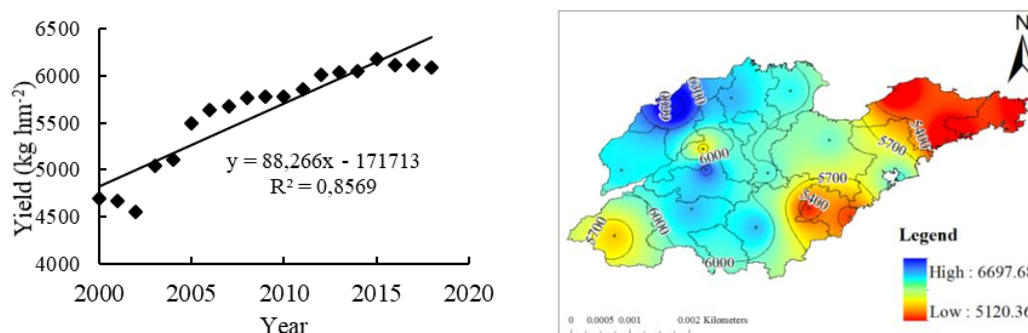 6500
6000
5500
5000
4500
4000
Yield (kg hm⁻²)
y = 88,266x - 171713
R² = 0,8569
2000 2005 2010 2015 2020
Year
N
6300
6600
6000
5400
5700
5700
5400
5700
6000
6000
Legend
High : 6697.68
Low : 5120.36
0 0.0005 0.001 0.002 Kilometers